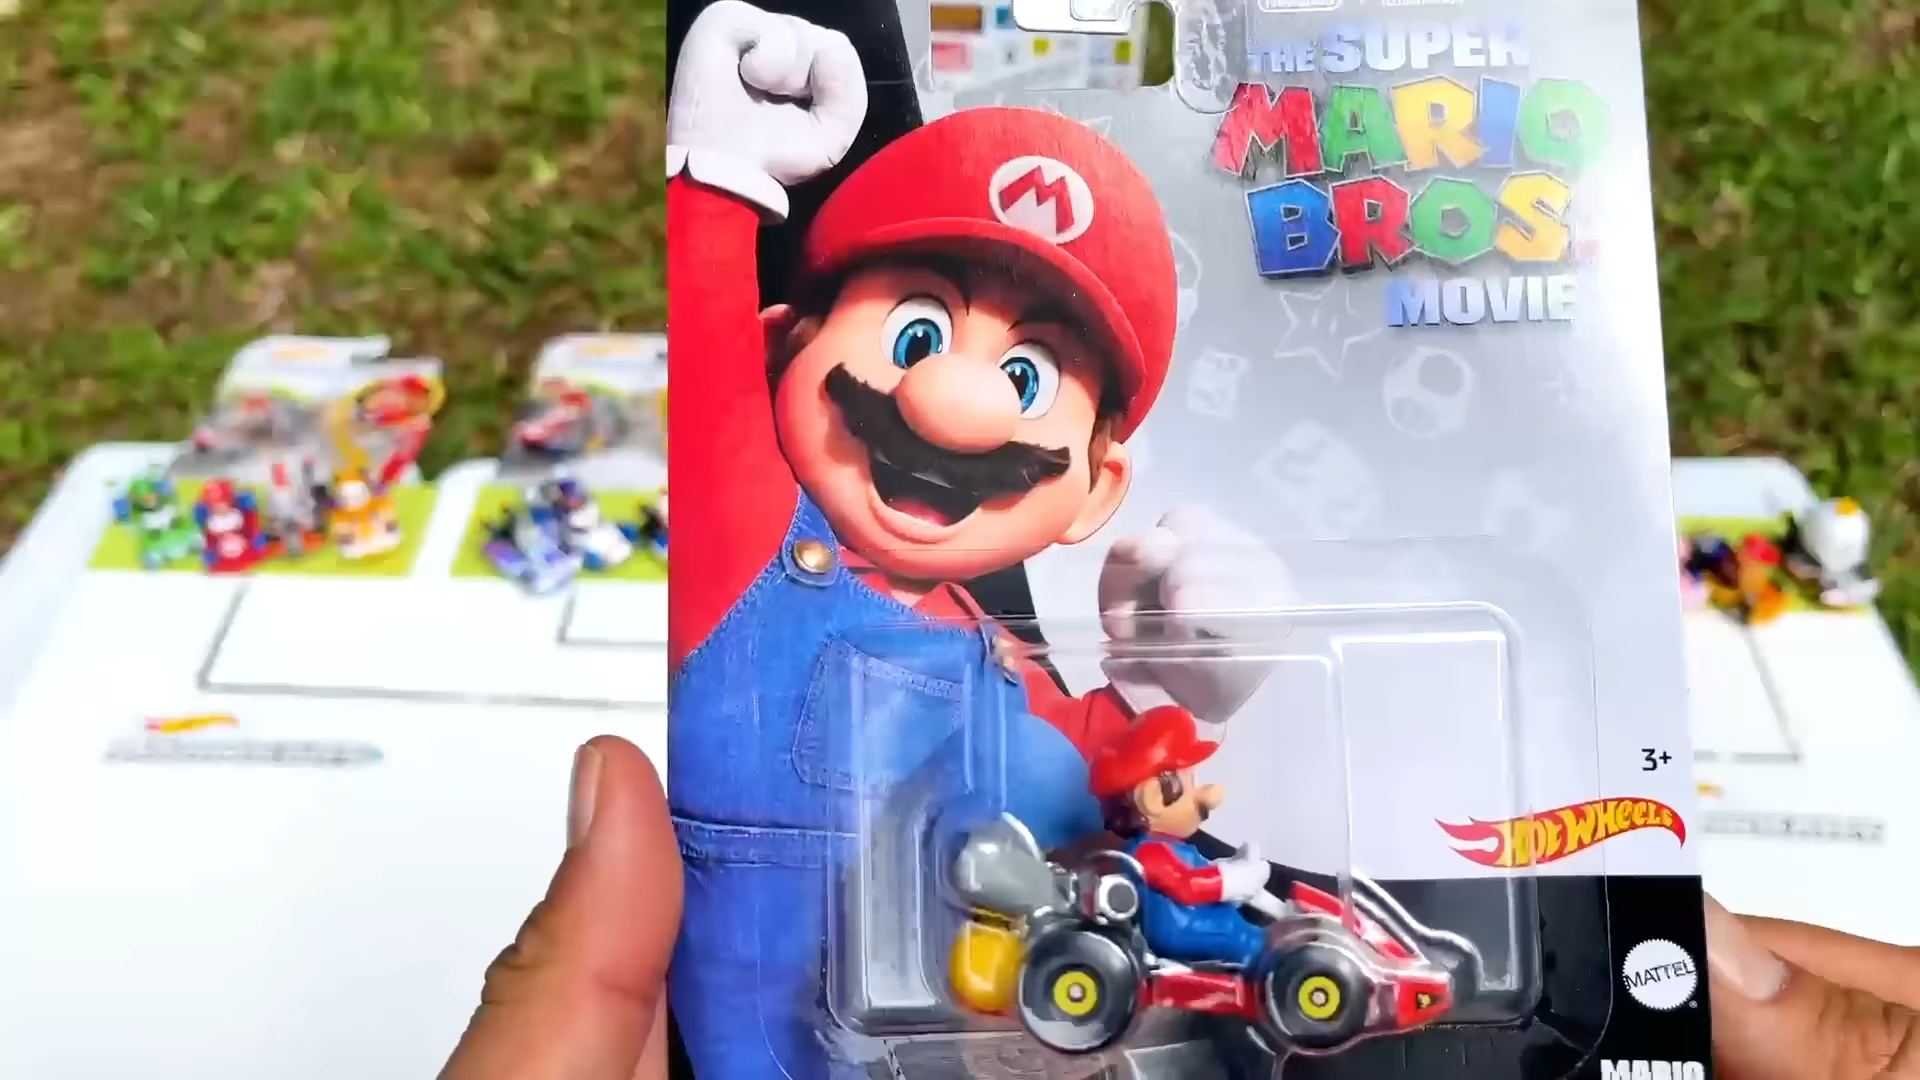 THE SUPER
MARIO
BROS.
MOVIE
M
3+
HOT WHEELS
MATTEL
MARIO